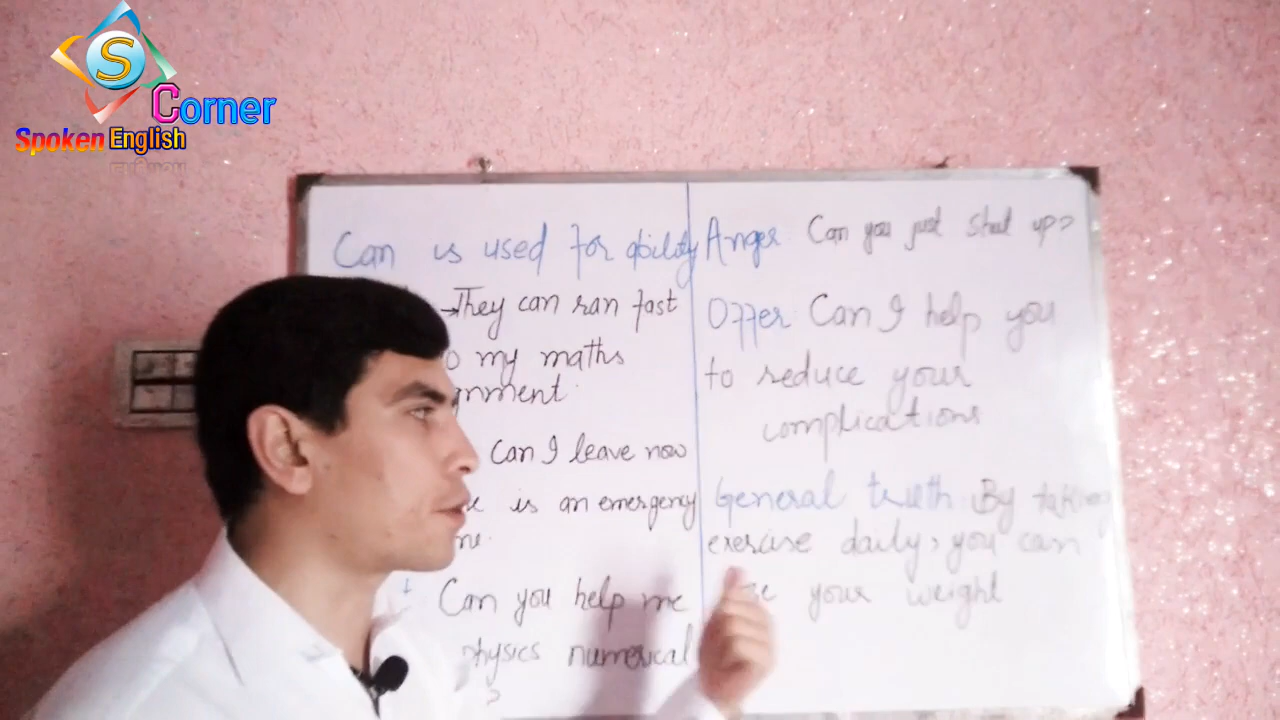 S
Corner
Spoken English
Can is used for ability
→They can ran fast
my maths
can I leave now
is an emergency
Can you help me
physics numerical
?
Anger Can you just shut up?
Offer Can I help you
to reduce your
complications
General truth By taking
exercise daily, you can
your weight